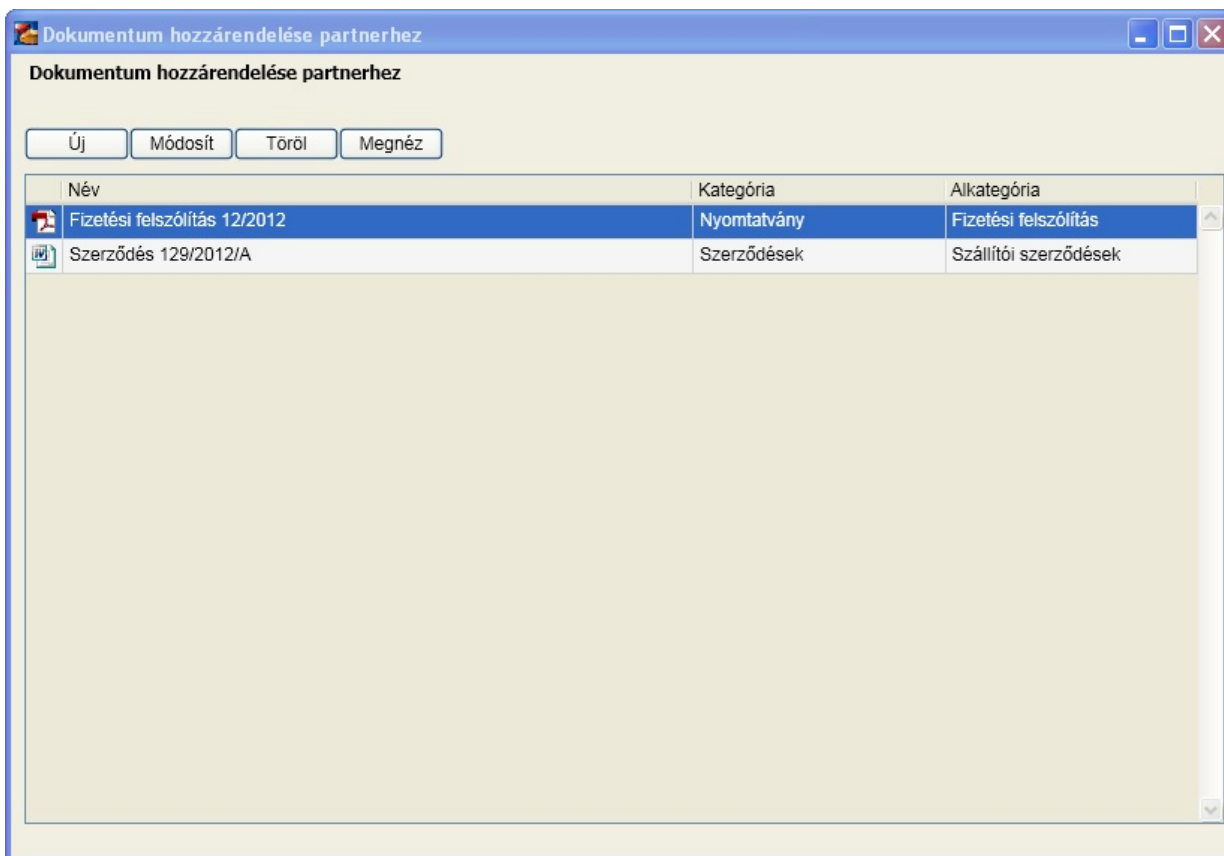 Dokumentum hozzárendelése partnerhez
Dokumentum hozzárendelése partnerhez
Új Módosít Töröl Megnéz
Név Kategória Alkategória
Fizetési felszólítás 12/2012 Nyomtatvány Fizetési felszólítás
Szerződés 129/2012/A Szerződések Szállítói szerződések